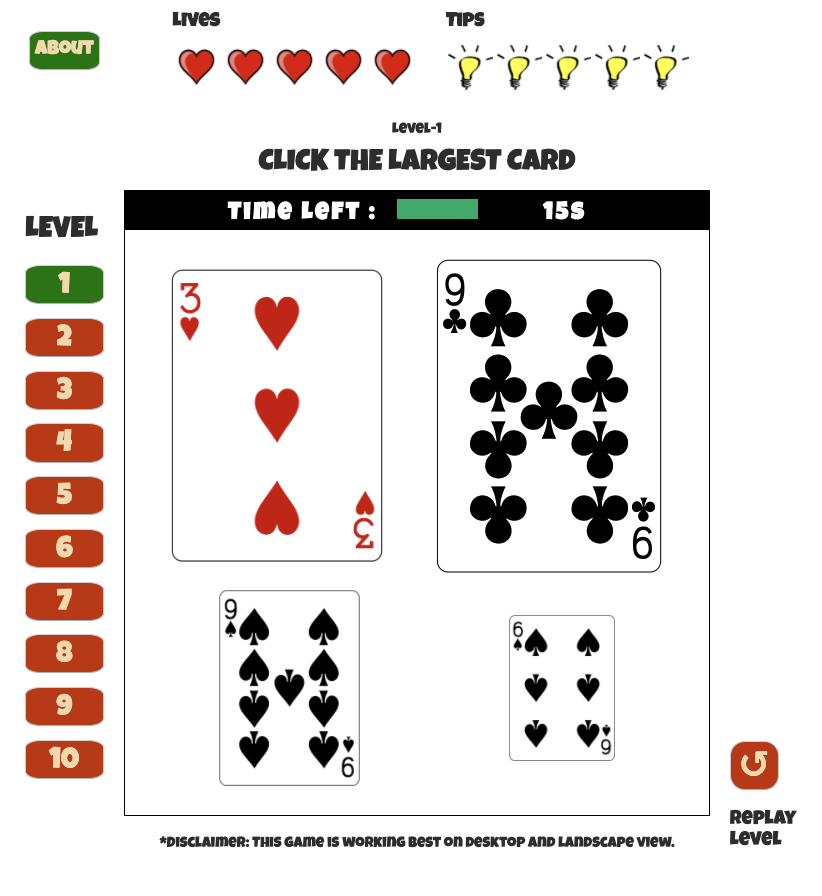 ABOUT
LIVES
TIPS
Level-1
CLICK THE LARGEST CARD
Time Left :
15s
LEVEL
1
2
3
4
5
6
7
8
9
10
3
3
9
9
9
9
6
6
Replay
Level
*Disclaimer: This game is working best on desktop and landscape view.